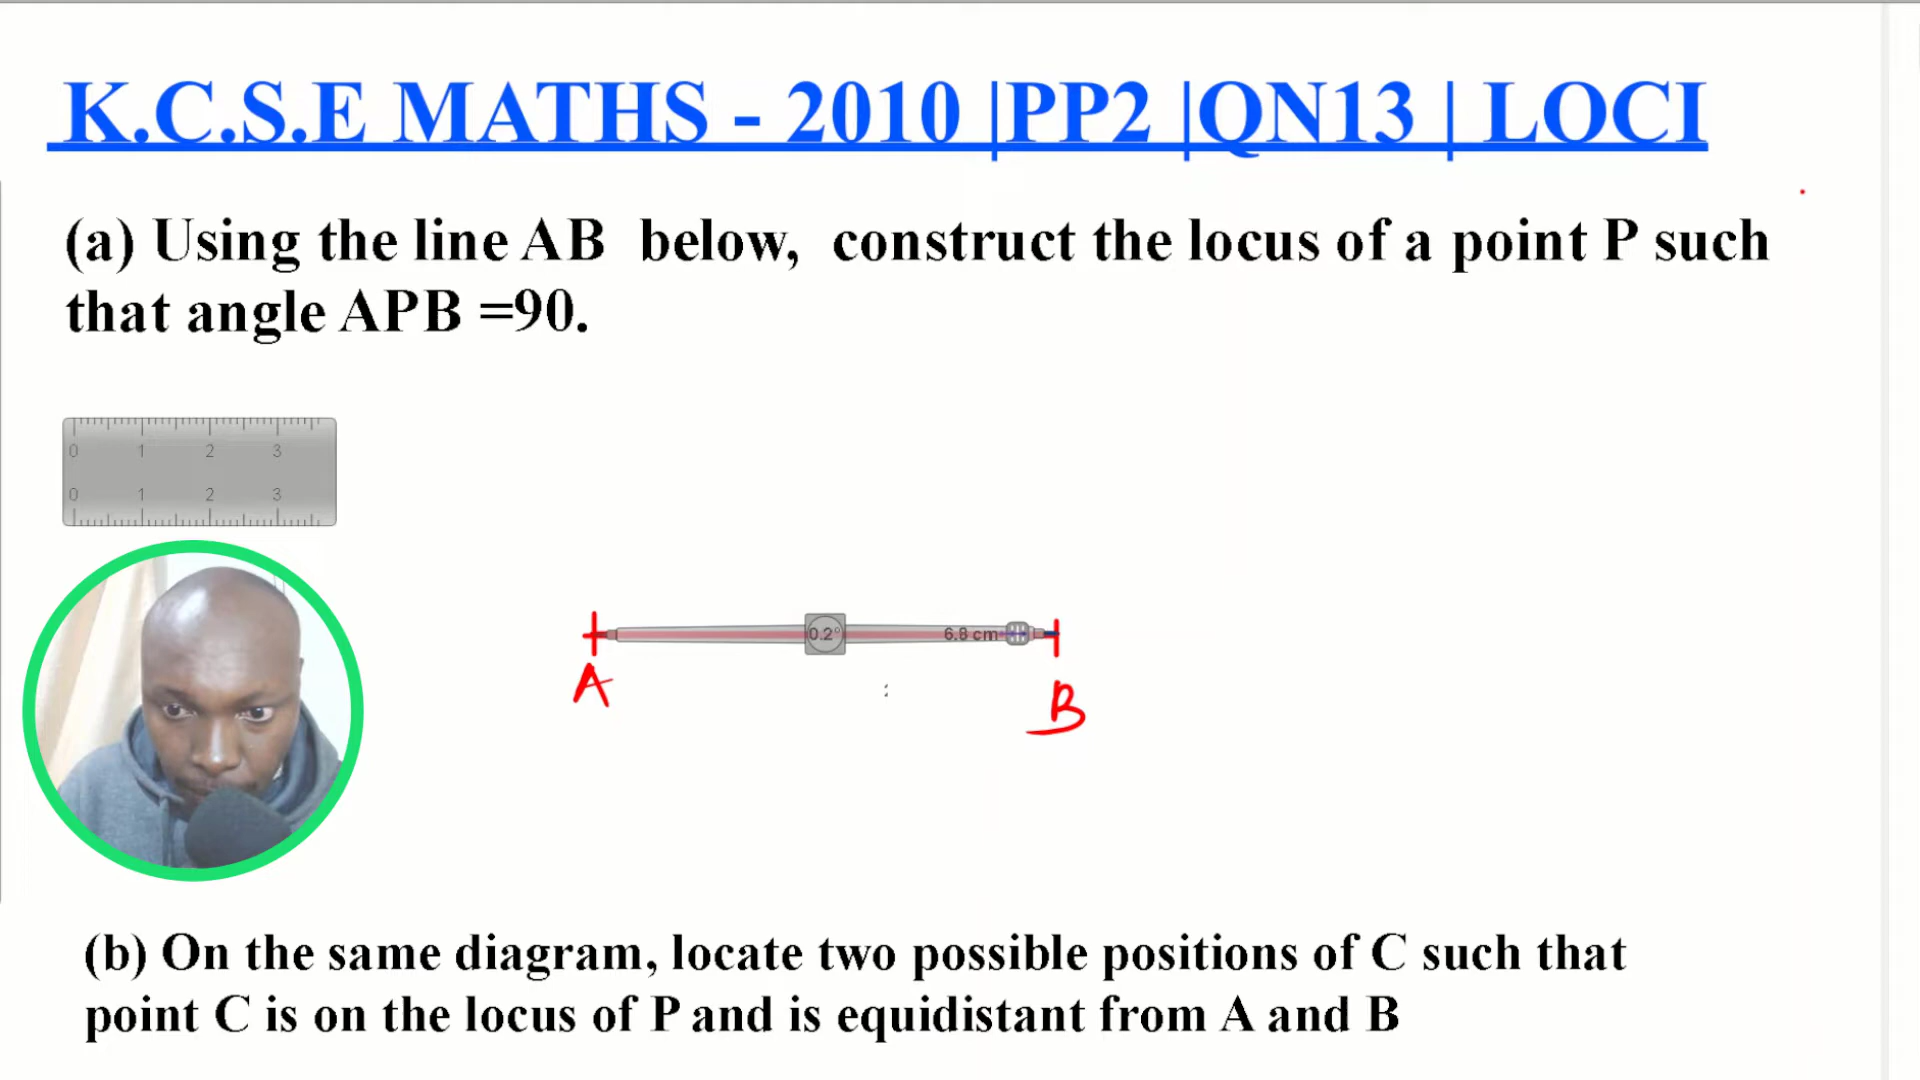 K.C.S.E MATHS - 2010 |PP2 |QN13 | LOCI
(a) Using the line AB below, construct the locus of a point P such
that angle APB =90.
0 1 2 3
0 1 2 3
0.2° 6.8 cm
A B
(b) On the same diagram, locate two possible positions of C such that
point C is on the locus of P and is equidistant from A and B